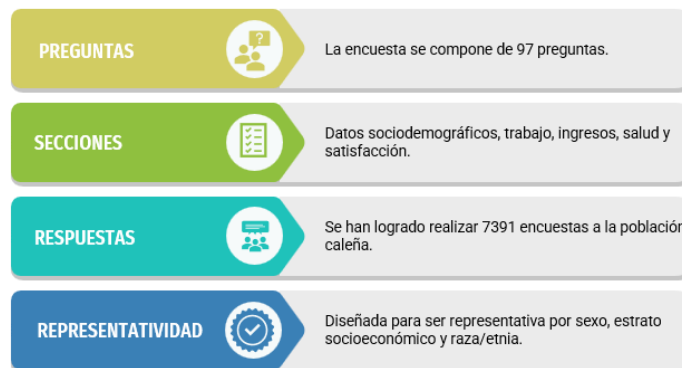 PREGUNTAS
La encuesta se compone de 97 preguntas.
SECCIONES
Datos sociodemográficos, trabajo, ingresos, salud y
satisfacción.
RESPUESTAS
Se han logrado realizar 7391 encuestas a la población
caleña.
REPRESENTATIVIDAD
Diseñada para ser representativa por sexo, estrato
socioeconómico y raza/etnia.